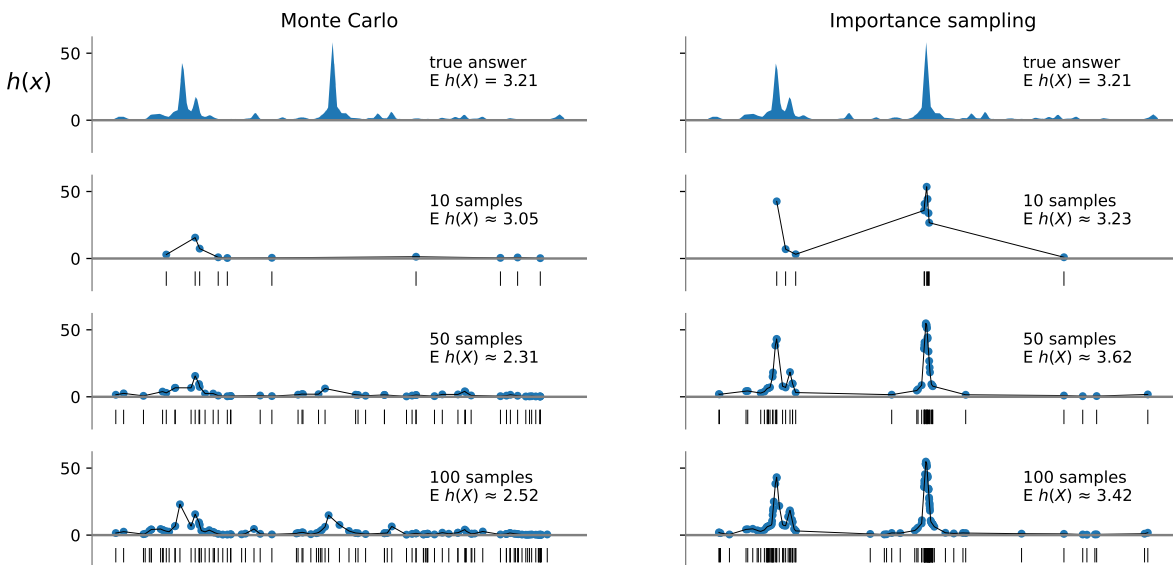 Monte Carlo
Importance sampling
h(x)
50
0
true answer
E h(X) = 3.21
true answer
E h(X) = 3.21
50
0
10 samples
E h(X) ≈ 3.05
10 samples
E h(X) ≈ 3.23
50
0
50 samples
E h(X) ≈ 2.31
50 samples
E h(X) ≈ 3.62
50
0
100 samples
E h(X) ≈ 2.52
100 samples
E h(X) ≈ 3.42